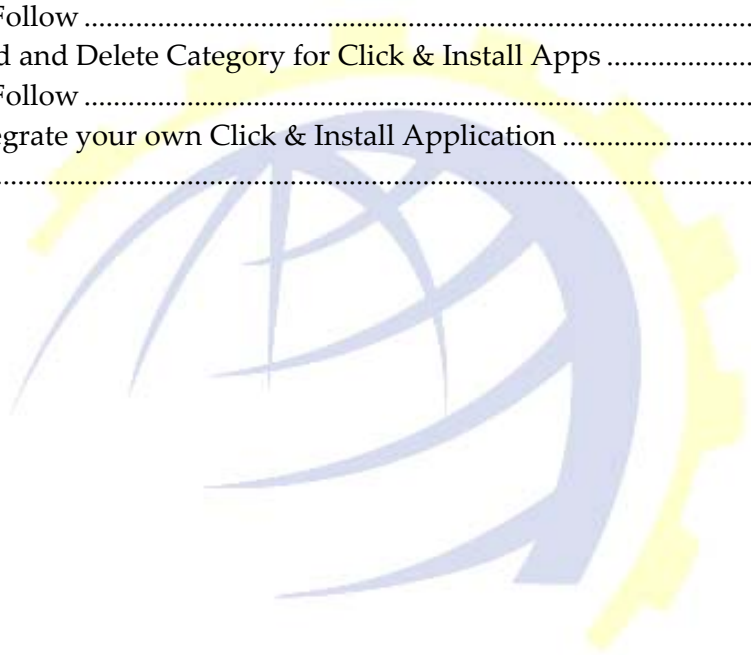 Follow ........................................................................................................
d and Delete Category for Click & Install Apps ......................
Follow ........................................................................................................
egrate your own Click & Install Application ..............................
........................................................................................................................